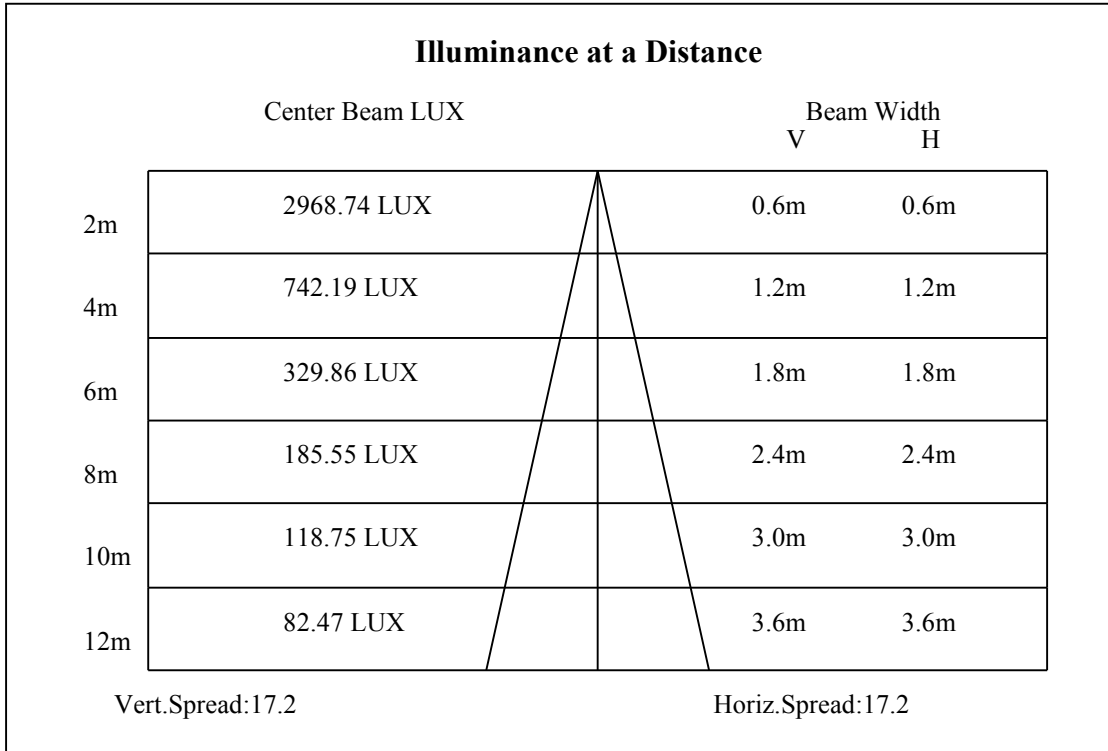 Illuminance at a Distance
Center Beam LUX Beam Width
V H
2m 2968.74 LUX 0.6m 0.6m
4m 742.19 LUX 1.2m 1.2m
6m 329.86 LUX 1.8m 1.8m
8m 185.55 LUX 2.4m 2.4m
10m 118.75 LUX 3.0m 3.0m
12m 82.47 LUX 3.6m 3.6m
Vert.Spread:17.2 Horiz.Spread:17.2